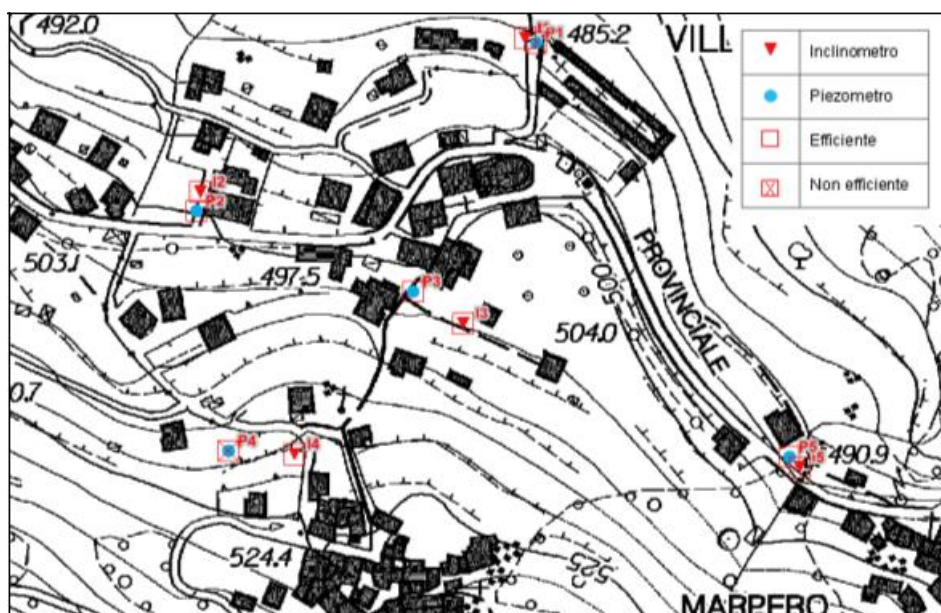 492.0
485.2
VILL
P1
Inclinometro
Piezometro
Efficiente
Non efficiente
I2
P2
503.1
497.5
P3
I3
504.0
500
PROVINCIALE
0.7
P4
I4
P5
I5
490.9
524.4
525
MARPERO